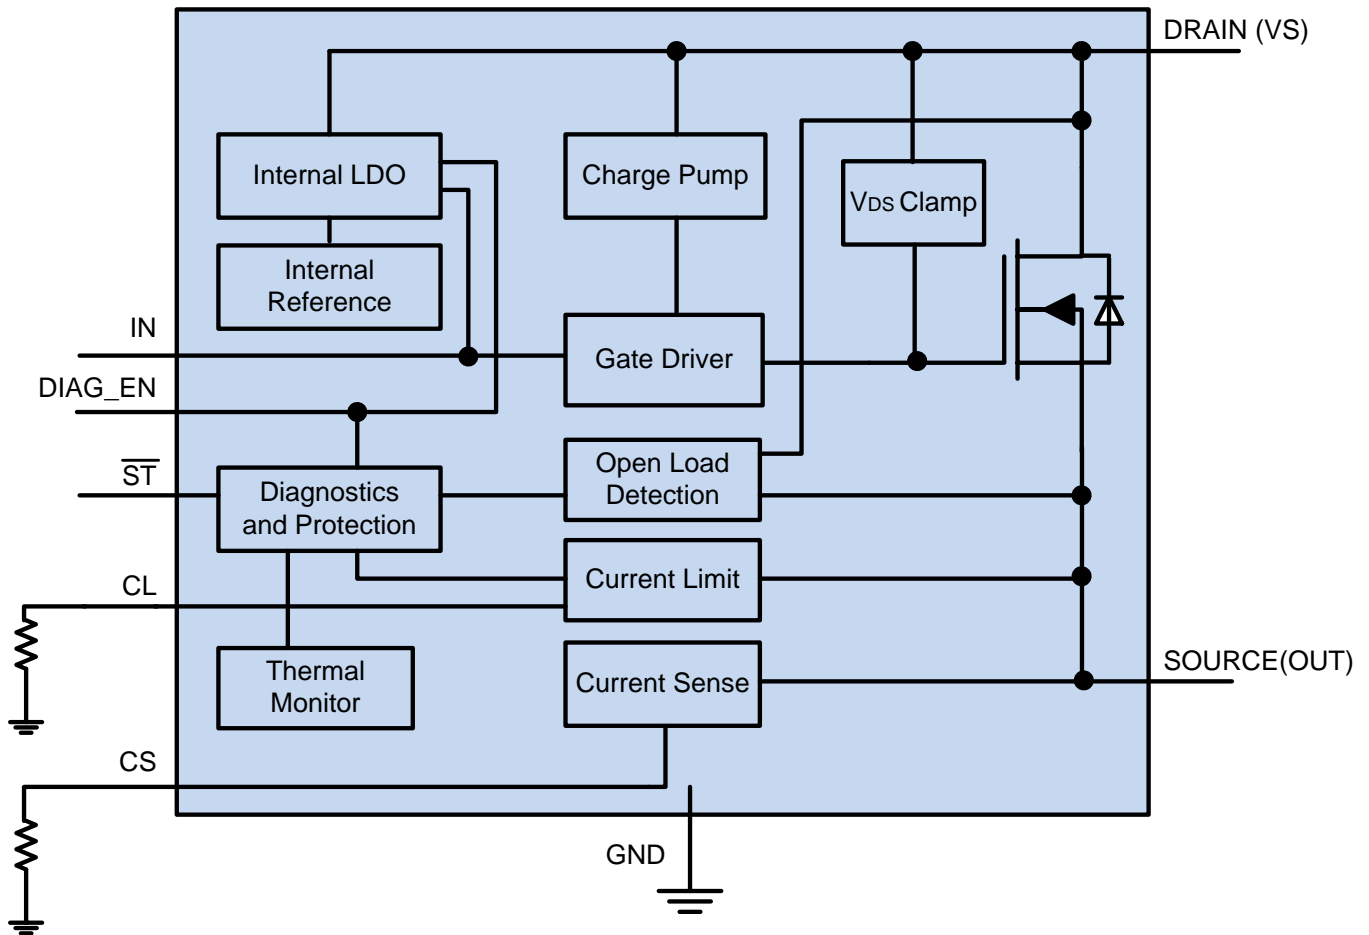 DRAIN (VS)
Internal LDO
Charge Pump
VDS Clamp
Internal
Reference
IN
Gate Driver
DIAG_EN
S̅T̅
Open Load
Detection
Diagnostics
and Protection
CL
Current Limit
Thermal
Monitor
Current Sense
SOURCE(OUT)
CS
GND